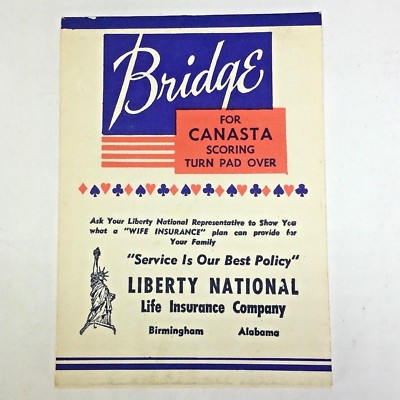 Bridge
FOR
CANASTA
SCORING
TURN PAD OVER
Ask Your Liberty National Representative to Show You
what a "WIFE INSURANCE" plan can provide for
Your Family
"Service Is Our Best Policy"
LIBERTY NATIONAL
Life Insurance Company
Birmingham Alabama